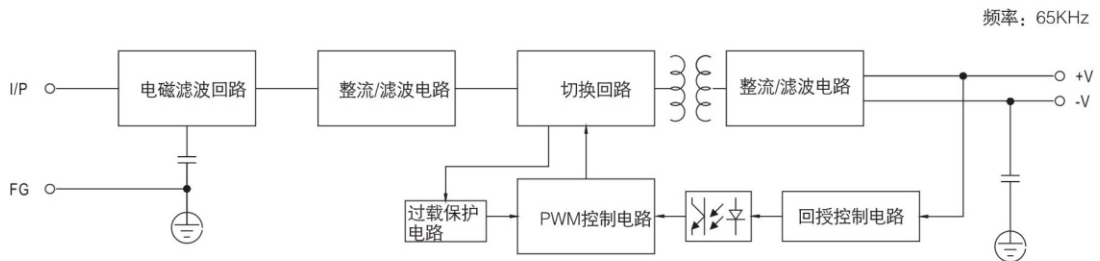 频率：65KHz
I/P
电磁滤波回路
整流/滤波电路
切换回路
整流/滤波电路
+V
-V
FG
过载保护
电路
PWM控制电路
回授控制电路